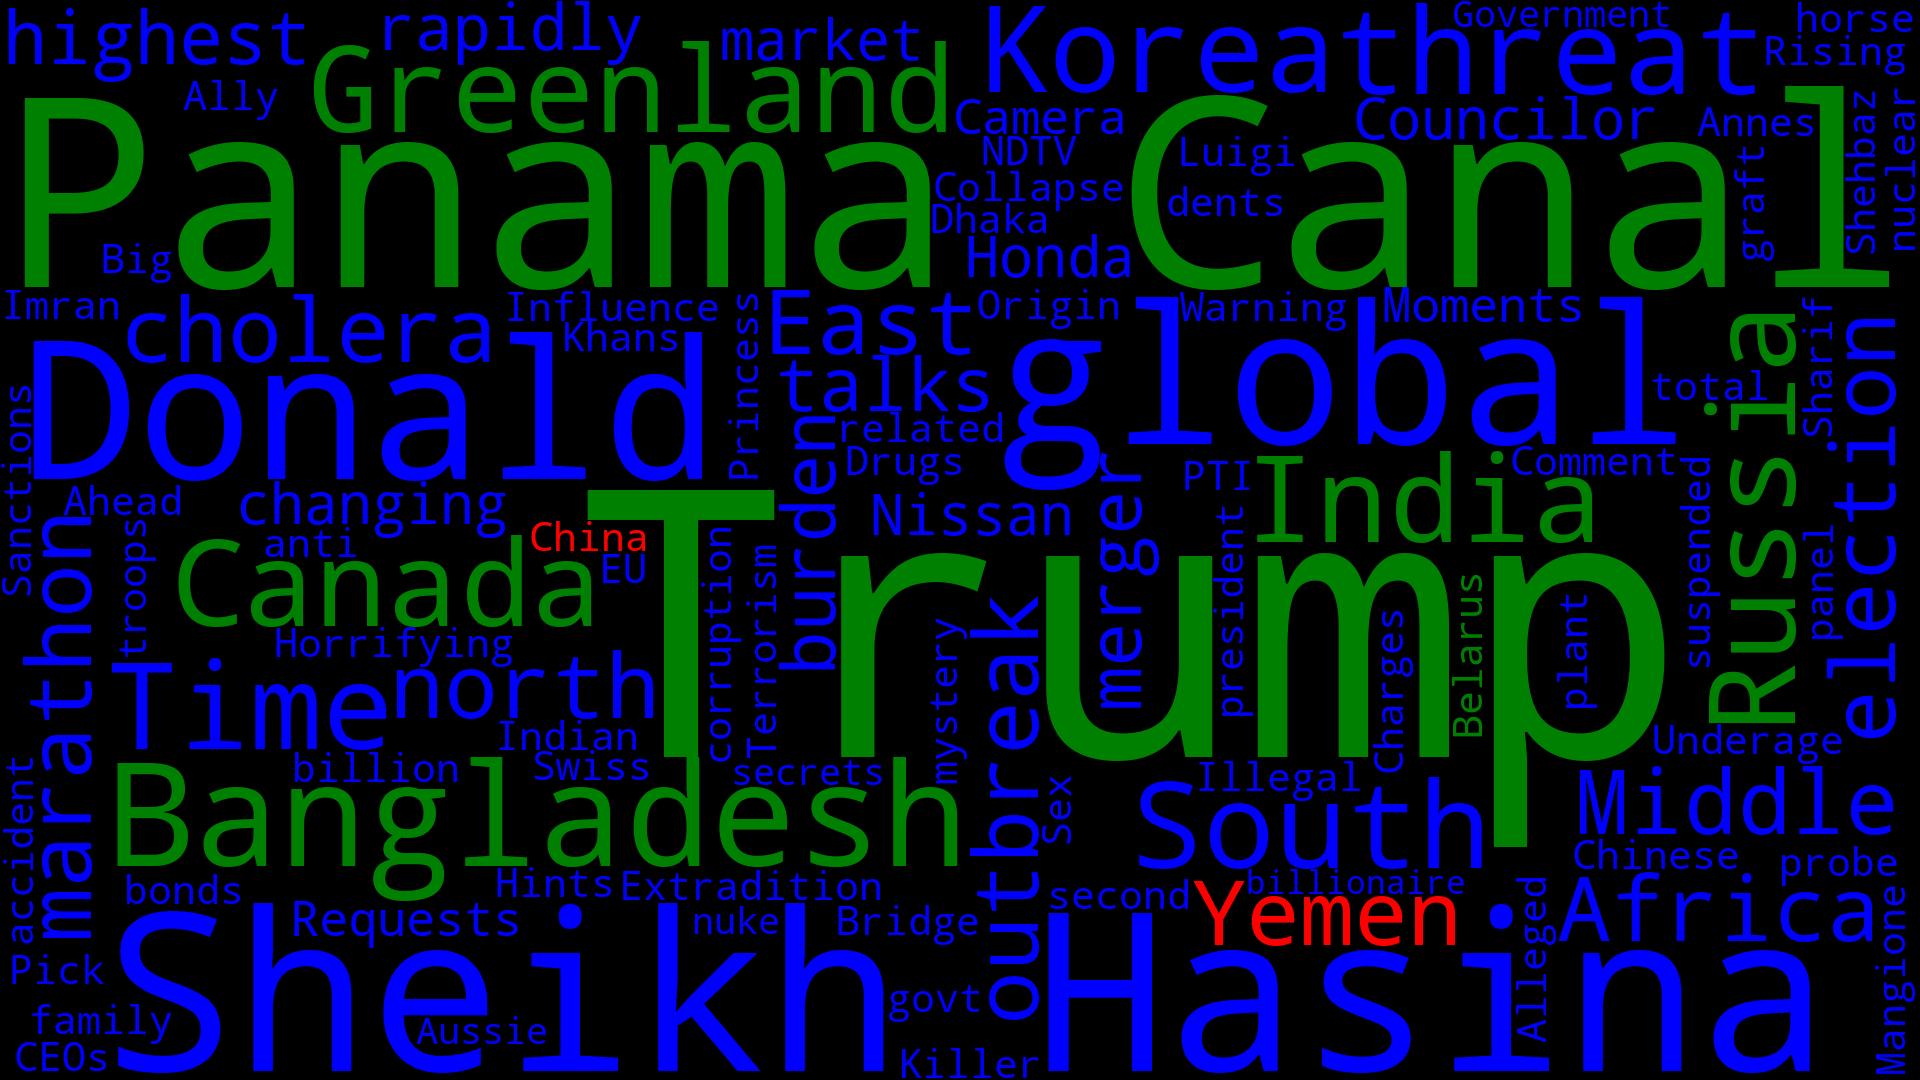 highest
rapidly
market
Koreathreat
Government
horse
Rising
Ally
Greenland
Camera
Councilor
Annes
Panama Canal
NDTV
Luigi
Collapse
dents
Dhaka
Honda
graft
Shehbaz
nuclear
Big
Imran
cholera
Influence
Khans
Princess
East
Origin
Warning
Moments
Donald
talks
global
total
Russia
Sharif
election
related
burden
Drugs
Sanctions
Ahead
changing
China
Nissan
merger
PTI
India
Comment
suspended
panel
marathon
troops
anti
Canada
EU
corruption
Terrorism
Trump
president
Charges
Belarus
plant
Horrifying
Time
north
mystery
outbreak
Indian
Underage
billion
Swiss
secrets
Sex
Illegal
Bangladesh
South
Middle
accident
Chinese
probe
bonds
Hints
Extradition
second
Yemen
billionaire
Alleged
Africa
Requests
nuke
Bridge
Mangione
Pick
Sheikh
Hasina
govt
family
Aussie
CEOs
Killer